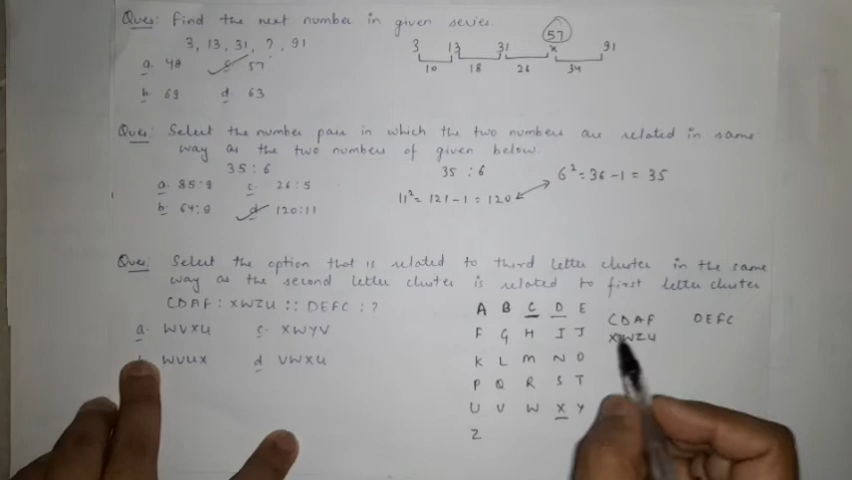 Ques: Find the next number in given series.
3, 13, 31, ?, 91
a. 48 c. 57
b. 69 d. 63
57
3 13 31 x 91
10 18 26 34
Ques: Select the number pair in which the two numbers are related in same
way as the two numbers of given below.
35 : 6
a. 85:9 c. 26:5
d. 120:11
35 : 6
6² = 36 - 1 = 35
11² = 121 - 1 = 120
Ques: Select the option that is related to third letter cluster in the same
way as the second letter cluster is related to first letter cluster
CDAF : XWZU :: DEFC : ?
a. WVXU c. XWYV
WVUX d. VWXU
A B C D E
F G H I J
K L M N O
P Q R S T
U V W X Y
Z
CDAF DEFC
XWZU